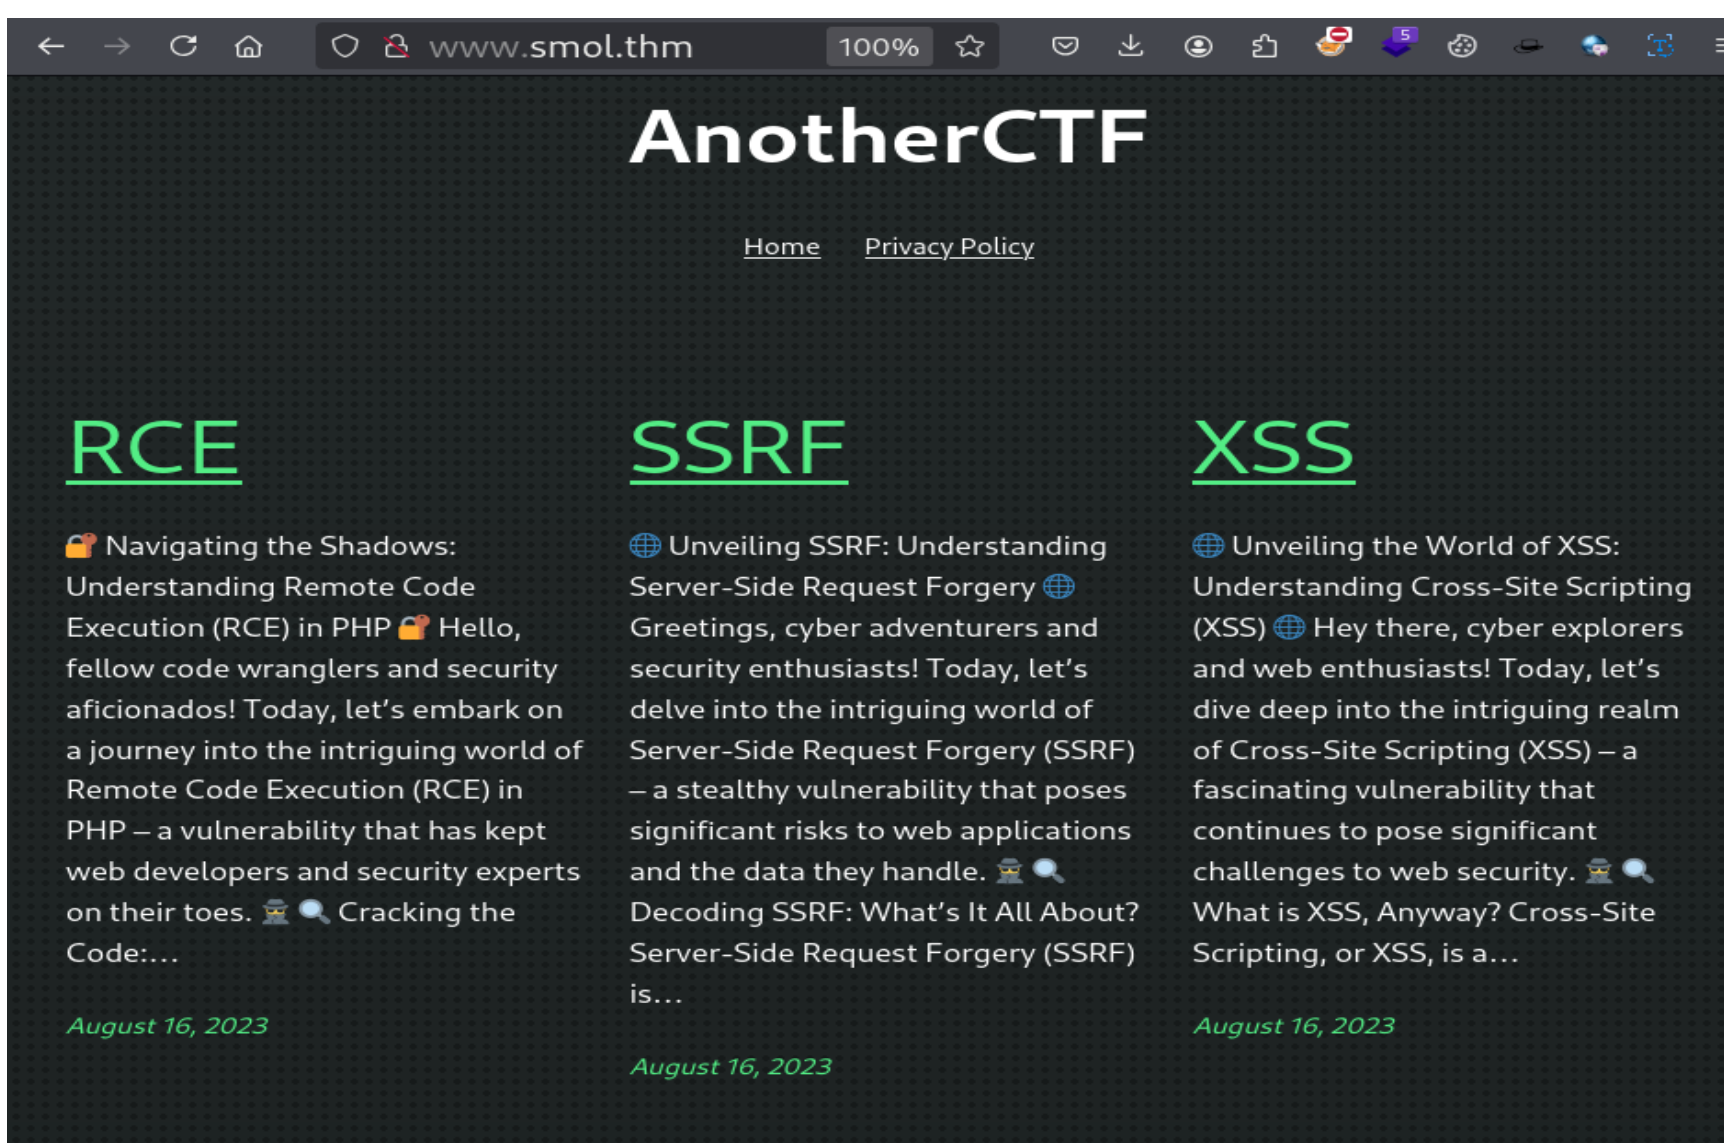 www.smol.thm
100%
5
AnotherCTF
Home Privacy Policy
RCE
🔐 Navigating the Shadows:
Understanding Remote Code
Execution (RCE) in PHP 🔐 Hello,
fellow code wranglers and security
aficionados! Today, let’s embark on
a journey into the intriguing world of
Remote Code Execution (RCE) in
PHP – a vulnerability that has kept
web developers and security experts
on their toes. 🕵️🔍 Cracking the
Code:…
August 16, 2023
SSRF
🌐 Unveiling SSRF: Understanding
Server-Side Request Forgery 🌐
Greetings, cyber adventurers and
security enthusiasts! Today, let’s
delve into the intriguing world of
Server-Side Request Forgery (SSRF)
– a stealthy vulnerability that poses
significant risks to web applications
and the data they handle. 🕵️🔍
Decoding SSRF: What’s It All About?
Server-Side Request Forgery (SSRF)
is…
August 16, 2023
XSS
🌐 Unveiling the World of XSS:
Understanding Cross-Site Scripting
(XSS) 🌐 Hey there, cyber explorers
and web enthusiasts! Today, let’s
dive deep into the intriguing realm
of Cross-Site Scripting (XSS) – a
fascinating vulnerability that
continues to pose significant
challenges to web security. 🕵️🔍
What is XSS, Anyway? Cross-Site
Scripting, or XSS, is a…
August 16, 2023